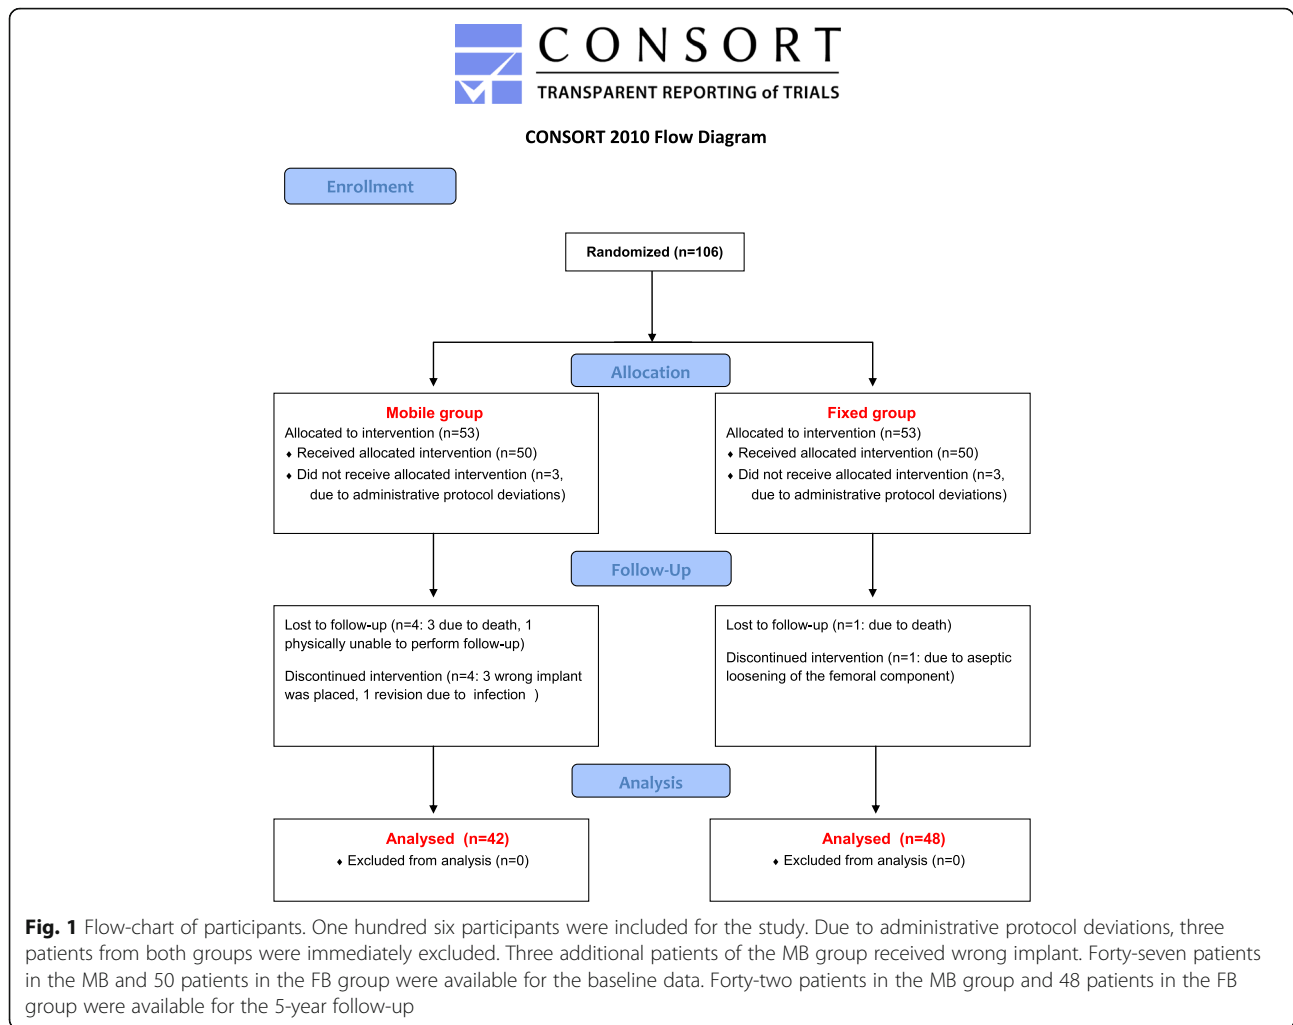 CONSORT
TRANSPARENT REPORTING of TRIALS
CONSORT 2010 Flow Diagram
Enrollment
Randomized (n=106)
Allocation
Mobile group
Allocated to intervention (n=53)
♦ Received allocated intervention (n=50)
♦ Did not receive allocated intervention (n=3,
due to administrative protocol deviations)
Fixed group
Allocated to intervention (n=53)
♦ Received allocated intervention (n=50)
♦ Did not receive allocated intervention (n=3,
due to administrative protocol deviations)
Follow-Up
Lost to follow-up (n=4: 3 due to death, 1
physically unable to perform follow-up)
Discontinued intervention (n=4: 3 wrong implant
was placed, 1 revision due to infection )
Lost to follow-up (n=1: due to death)
Discontinued intervention (n=1: due to aseptic
loosening of the femoral component)
Analysis
Analysed (n=42)
♦ Excluded from analysis (n=0)
Analysed (n=48)
♦ Excluded from analysis (n=0)
Fig. 1 Flow-chart of participants. One hundred six participants were included for the study. Due to administrative protocol deviations, three
patients from both groups were immediately excluded. Three additional patients of the MB group received wrong implant. Forty-seven patients
in the MB and 50 patients in the FB group were available for the baseline data. Forty-two patients in the MB group and 48 patients in the FB
group were available for the 5-year follow-up